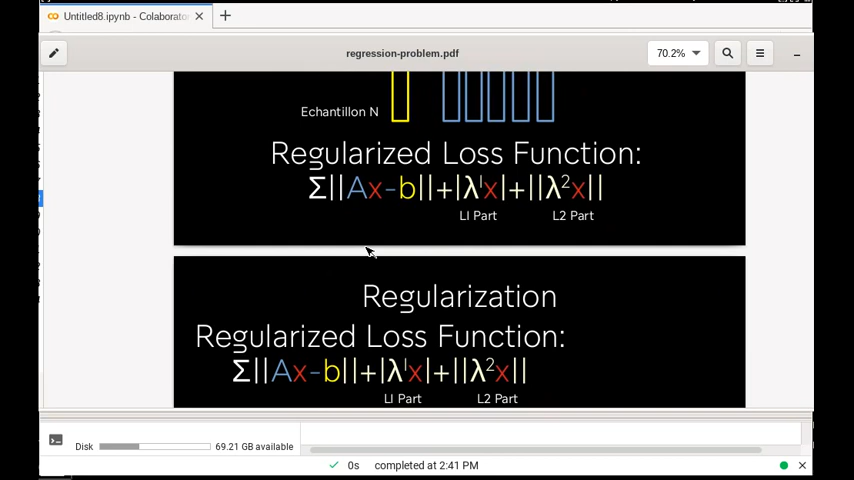 Untitled8.ipynb - Colaborato
regression-problem.pdf
70.2%
Echantillon N
Regularized Loss Function:
Σ||Ax-b||+|λ¹x|+||λ²x||
L1 Part L2 Part
Regularization
Regularized Loss Function:
Σ||Ax-b||+|λ¹x|+||λ²x||
L1 Part L2 Part
Disk 69.21 GB available
0s completed at 2:41 PM